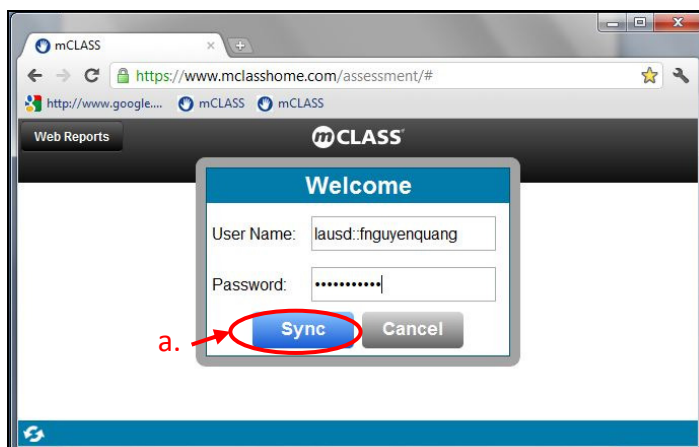 mCLASS
https://www.mclasshome.com/assessment/#
http://www.google.... mCLASS mCLASS
Web Reports mCLASS
Welcome
User Name: lausd::fnguyenquang
Password: •••••••••••
a. Sync Cancel